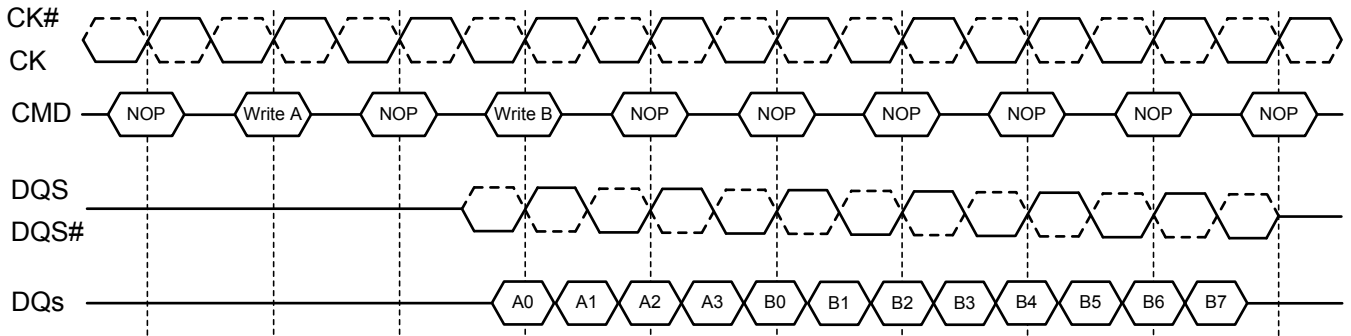 CK#
CK
CMD NOP Write A NOP Write B NOP NOP NOP NOP NOP NOP
DQS
DQS#
DQs A0 A1 A2 A3 B0 B1 B2 B3 B4 B5 B6 B7